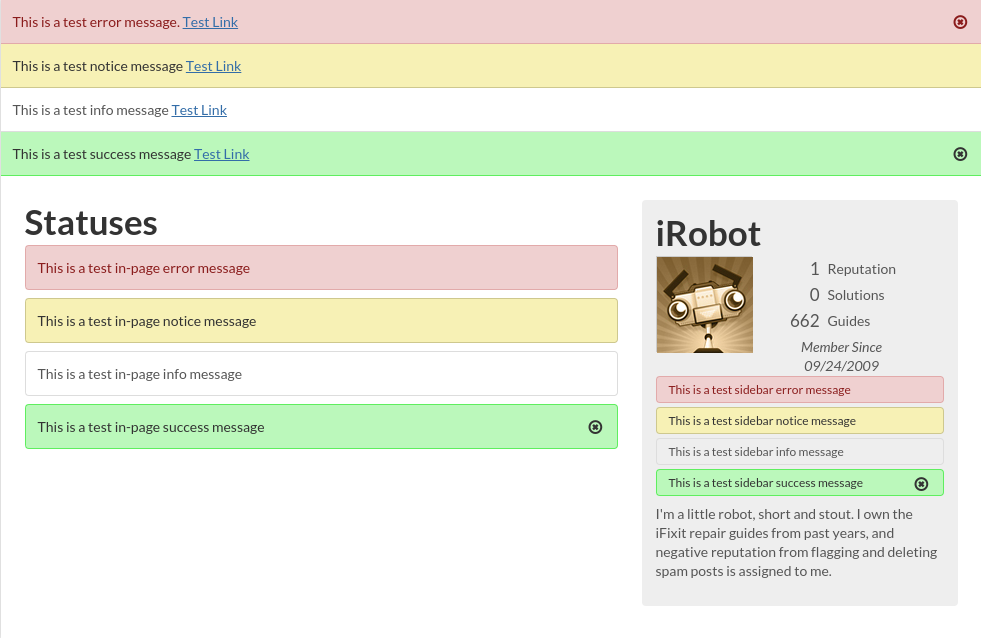 This is a test error message. Test Link
This is a test notice message Test Link
This is a test info message Test Link
This is a test success message Test Link
Statuses
This is a test in-page error message
This is a test in-page notice message
This is a test in-page info message
This is a test in-page success message
iRobot
1 Reputation
0 Solutions
662 Guides
Member Since
09/24/2009
This is a test sidebar error message
This is a test sidebar notice message
This is a test sidebar info message
This is a test sidebar success message
I'm a little robot, short and stout. I own the
iFixit repair guides from past years, and
negative reputation from flagging and deleting
spam posts is assigned to me.